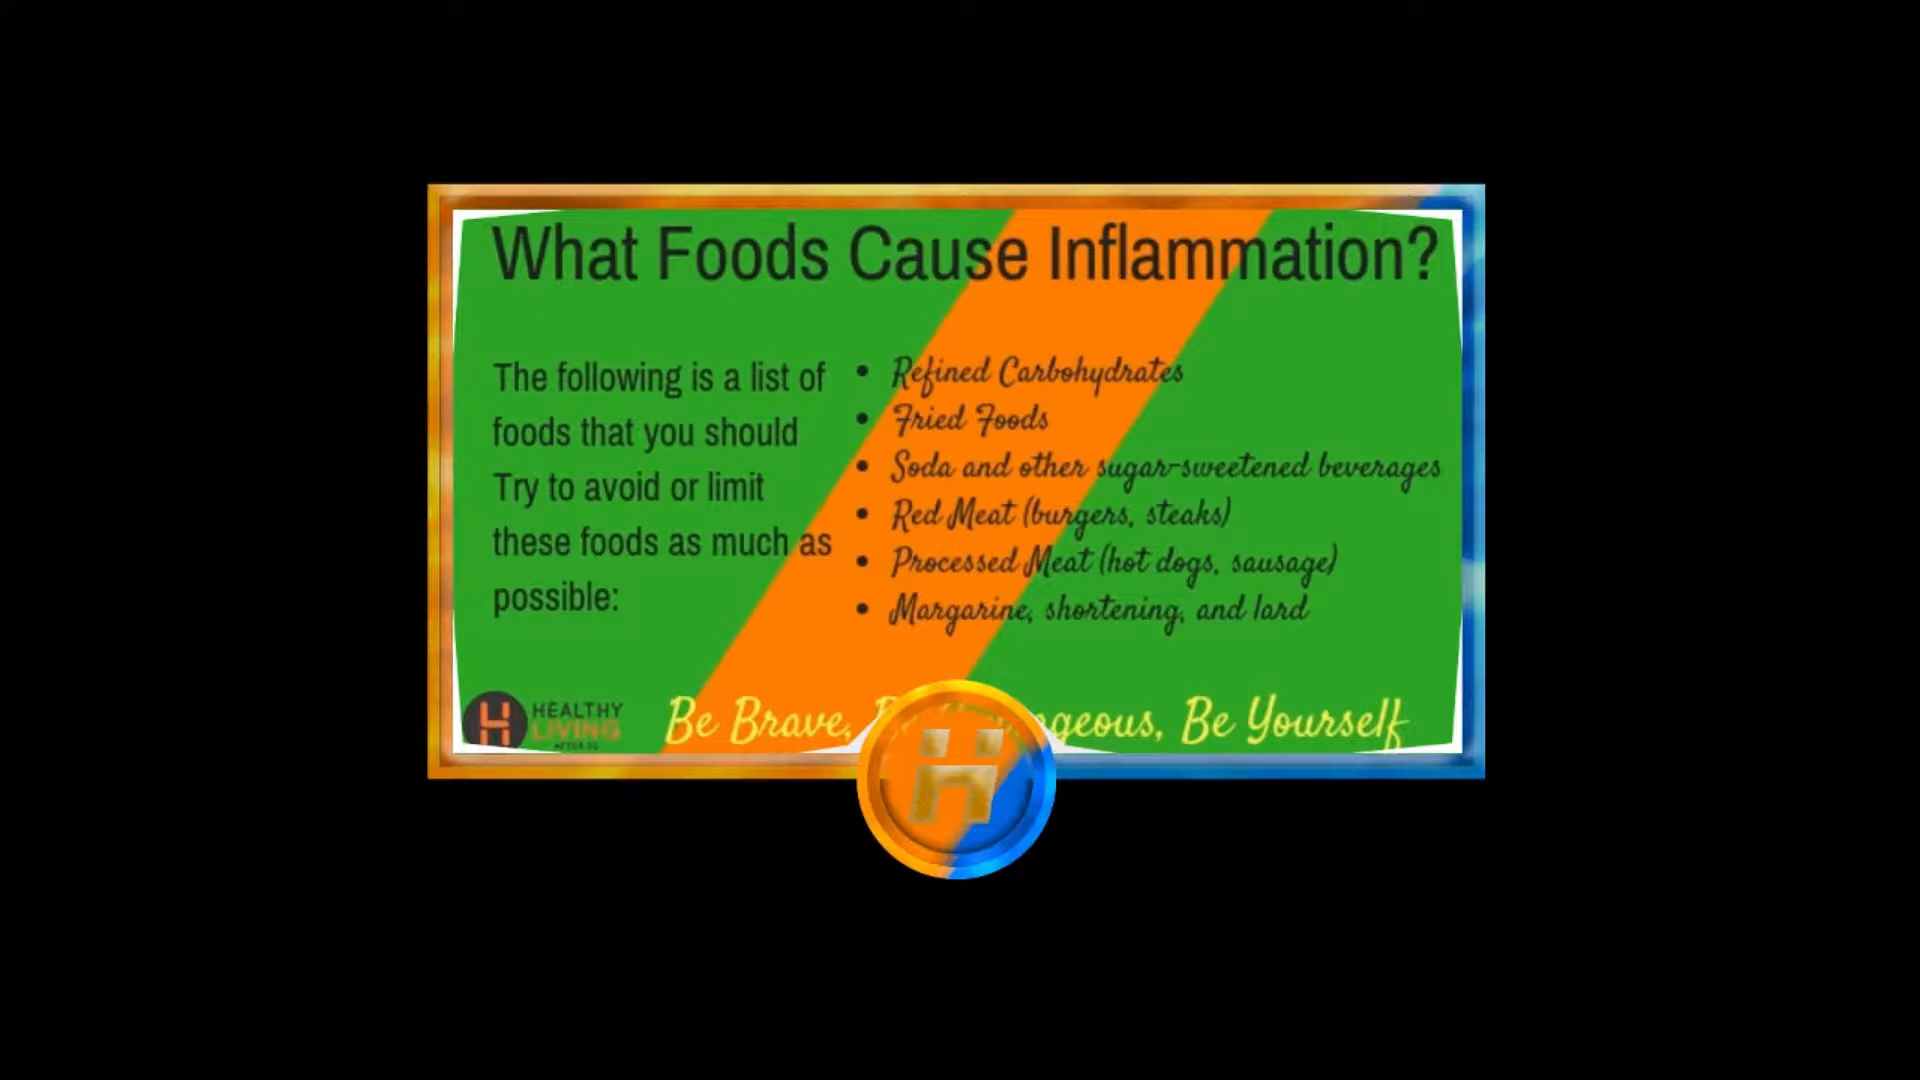 What Foods Cause Inflammation?
The following is a list of
foods that you should
Try to avoid or limit
these foods as much as
possible:
• Refined Carbohydrates
• Fried Foods
• Soda and other sugar-sweetened beverages
• Red Meat (burgers, steaks)
• Processed Meat (hot dogs, sausage)
• Margarine, shortening, and lard
HEALTHY
LIVING
Be Brave, Be Yourself
H